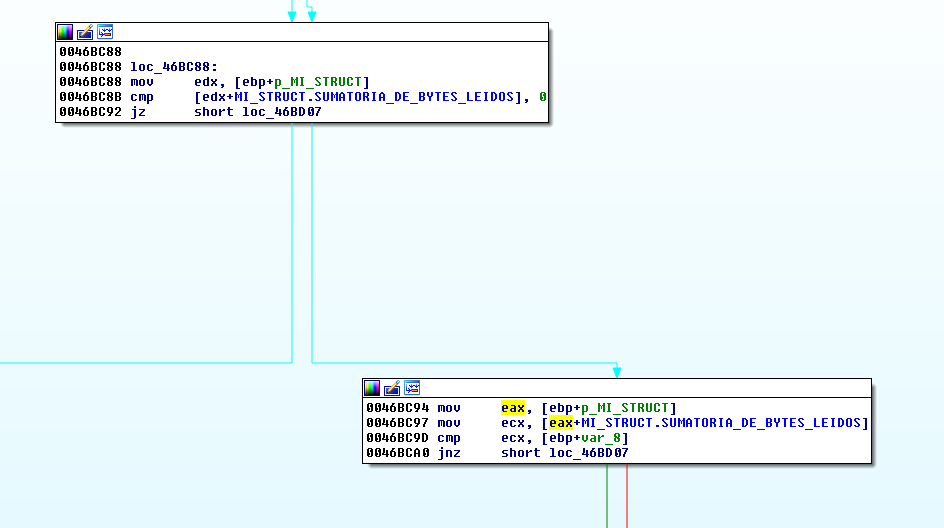 0046BC88
0046BC88 loc_46BC88:
0046BC88 mov edx, [ebp+p_MI_STRUCT]
0046BC8B cmp [edx+MI_STRUCT.SUMATORIA_DE_BYTES_LEIDOS], 0
0046BC92 jz short loc_46BD07
0046BC94 mov eax, [ebp+p_MI_STRUCT]
0046BC97 mov ecx, [eax+MI_STRUCT.SUMATORIA_DE_BYTES_LEIDOS]
0046BC9D cmp ecx, [ebp+var_8]
0046BCA0 jnz short loc_46BD07